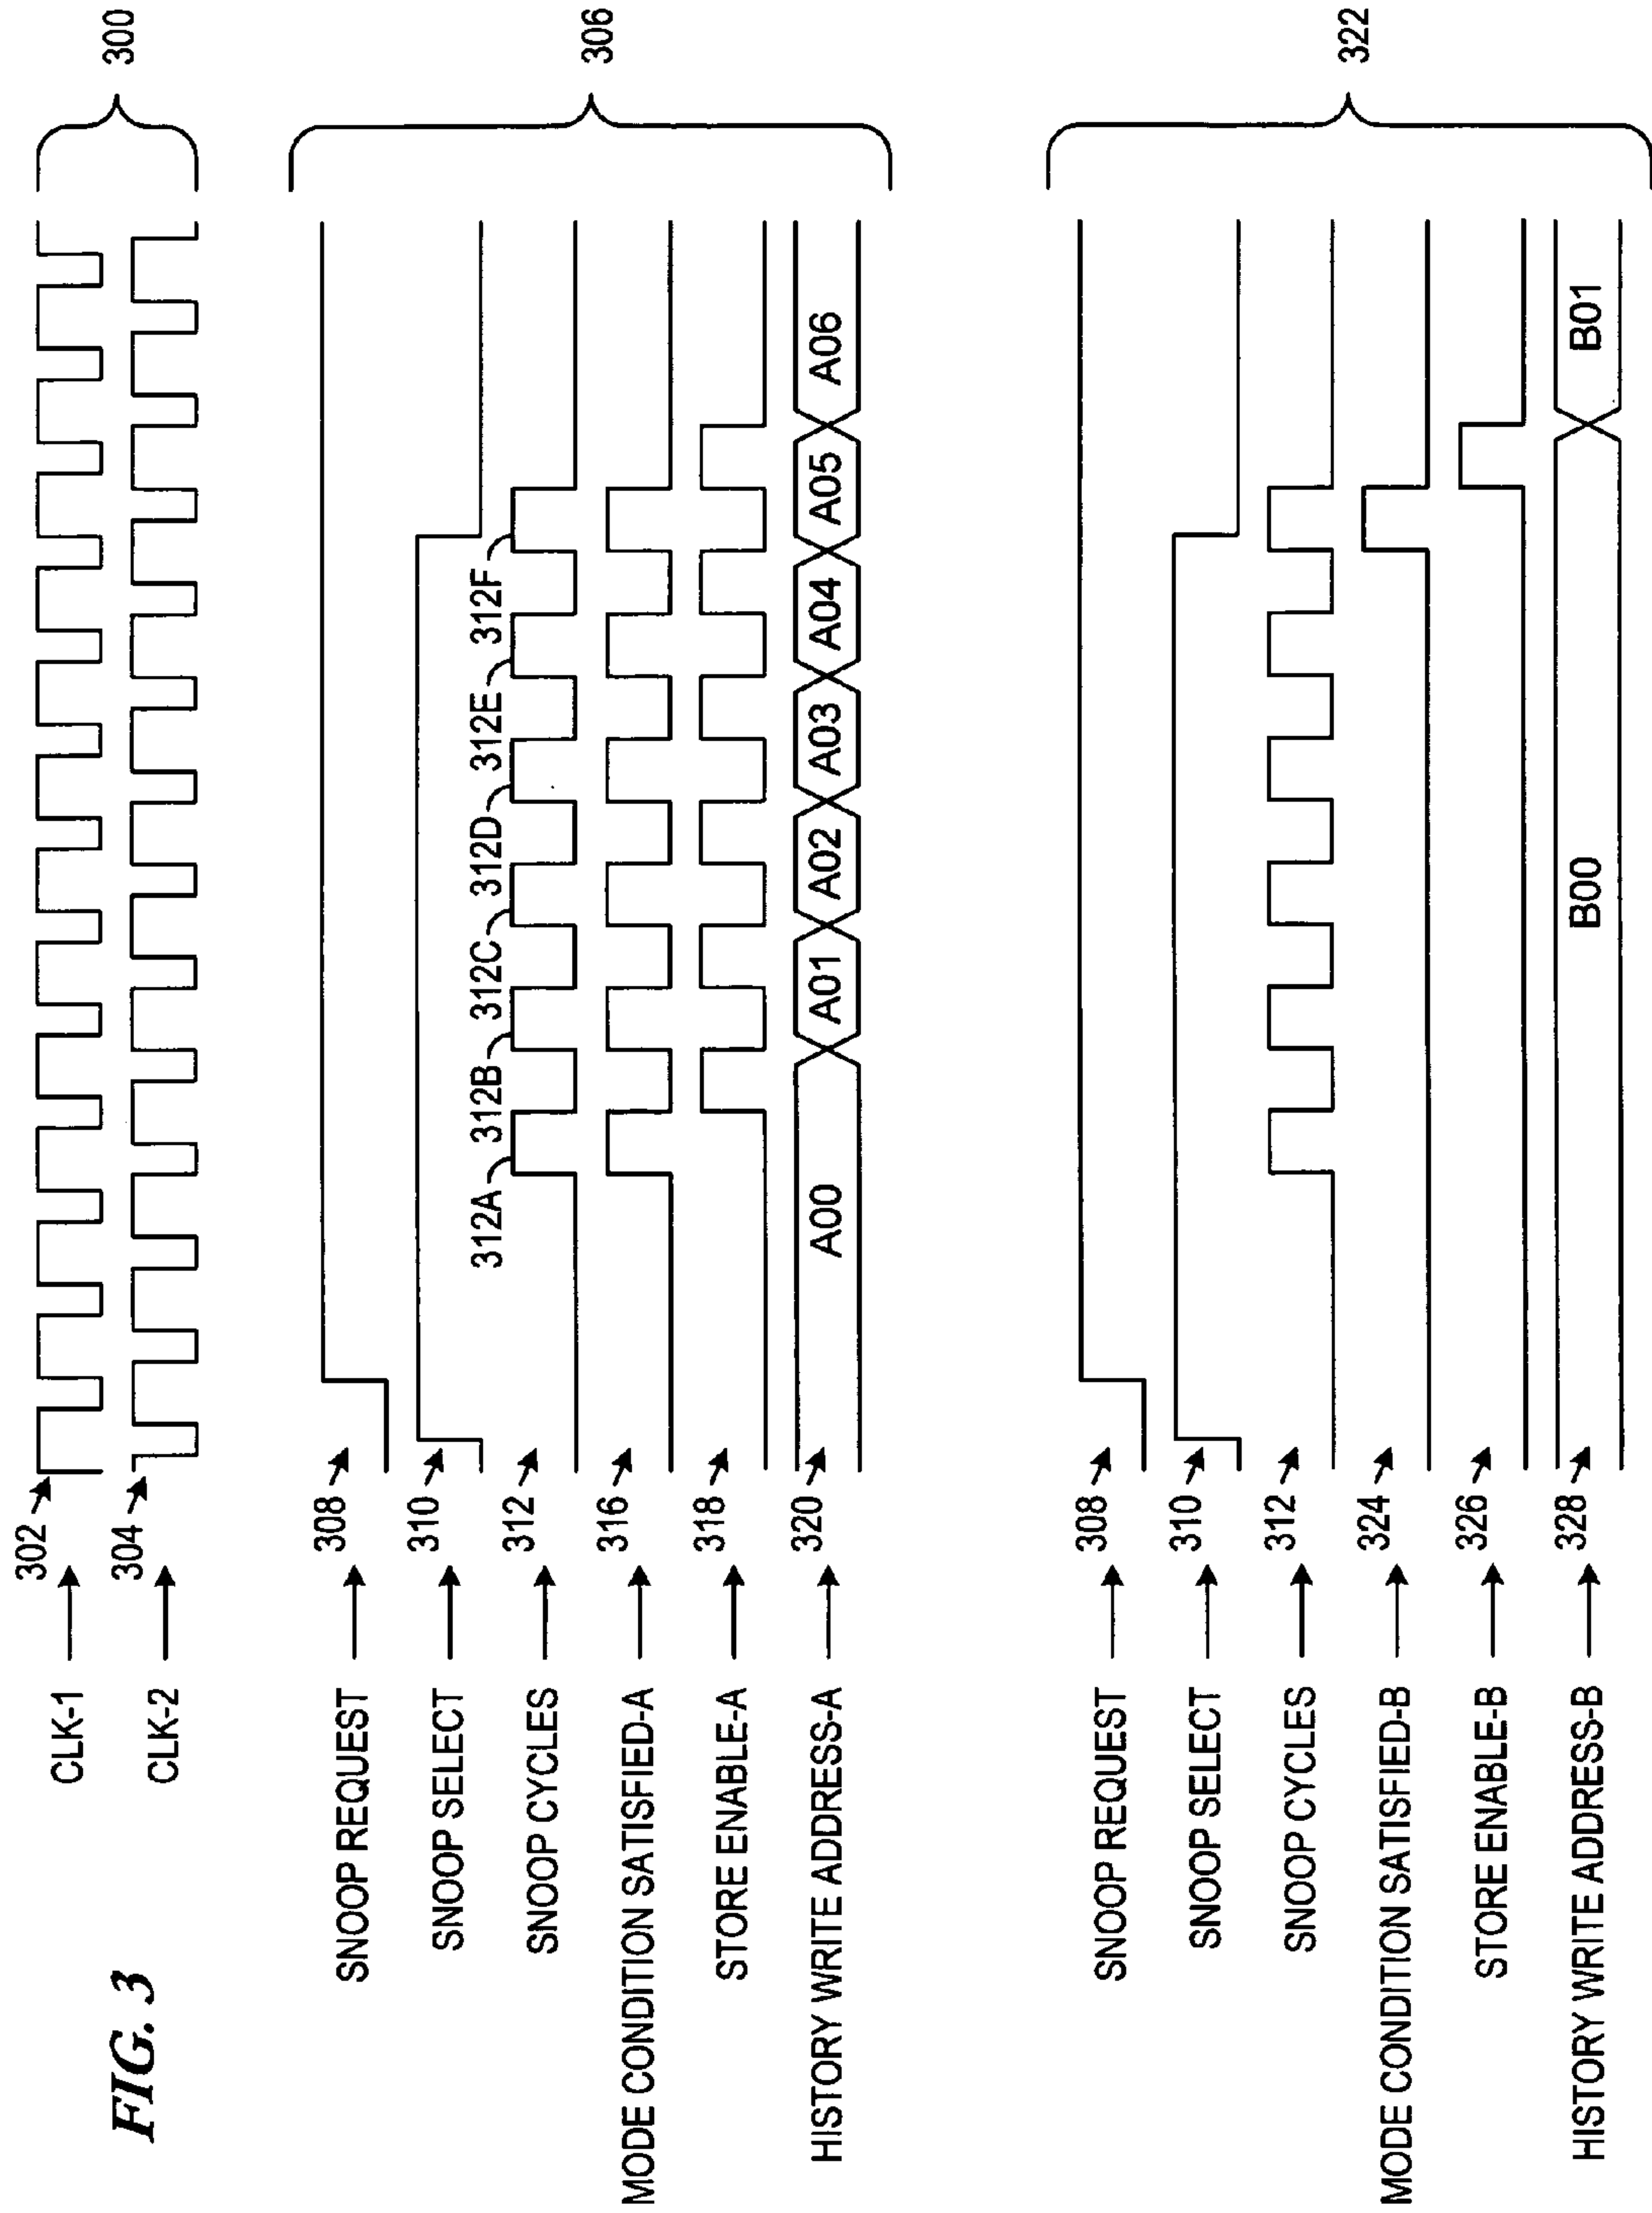 FIG. 3
302
CLK-1
304
CLK-2
300
SNOOP REQUEST
308
SNOOP SELECT
310
312A
312B
312C
312D
312E
312F
SNOOP CYCLES
312
MODE CONDITION SATISFIED-A
316
STORE ENABLE-A
318
HISTORY WRITE ADDRESS-A
320
A00
A01
A02
A03
A04
A05
A06
306
SNOOP REQUEST
308
SNOOP SELECT
310
SNOOP CYCLES
312
MODE CONDITION SATISFIED-B
324
STORE ENABLE-B
326
HISTORY WRITE ADDRESS-B
328
B00
B01
322